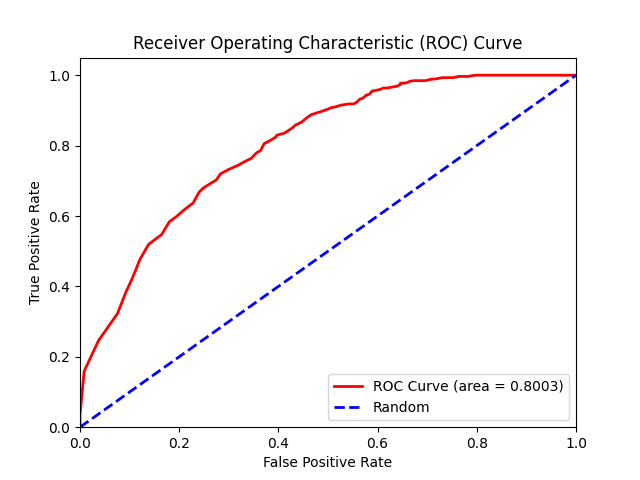 Receiver Operating Characteristic (ROC) Curve
True Positive Rate
1.0
0.8
0.6
0.4
0.2
0.0
0.0 0.2 0.4 0.6 0.8 1.0
False Positive Rate
ROC Curve (area = 0.8003)
Random